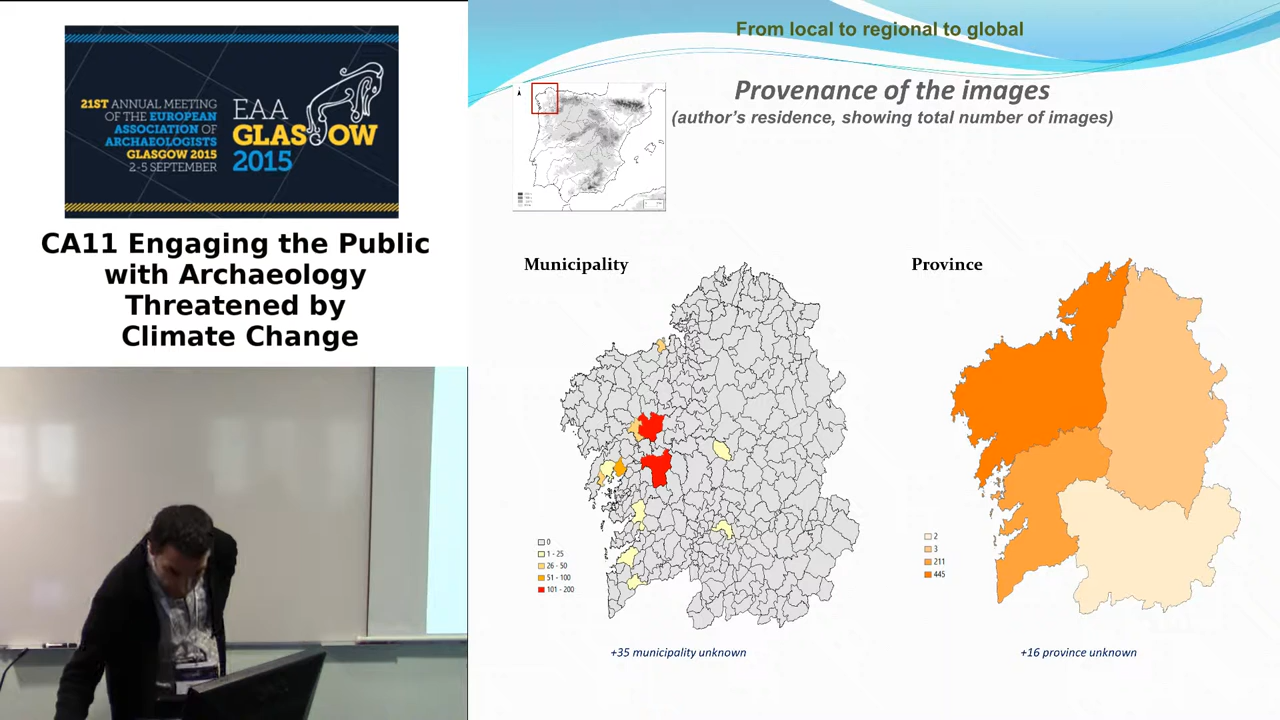 21ST ANNUAL MEETING
OF THE EUROPEAN
ASSOCIATION OF
ARCHAEOLOGISTS
GLASGOW 2015
2-5 SEPTEMBER
EAA
GLASGOW
2015
CA11 Engaging the Public
with Archaeology
Threatened by
Climate Change
From local to regional to global
Provenance of the images
(author's residence, showing total number of images)
Municipality
0
1 - 25
26 - 50
51 - 100
101 - 200
+35 municipality unknown
Province
2
3
211
445
+16 province unknown